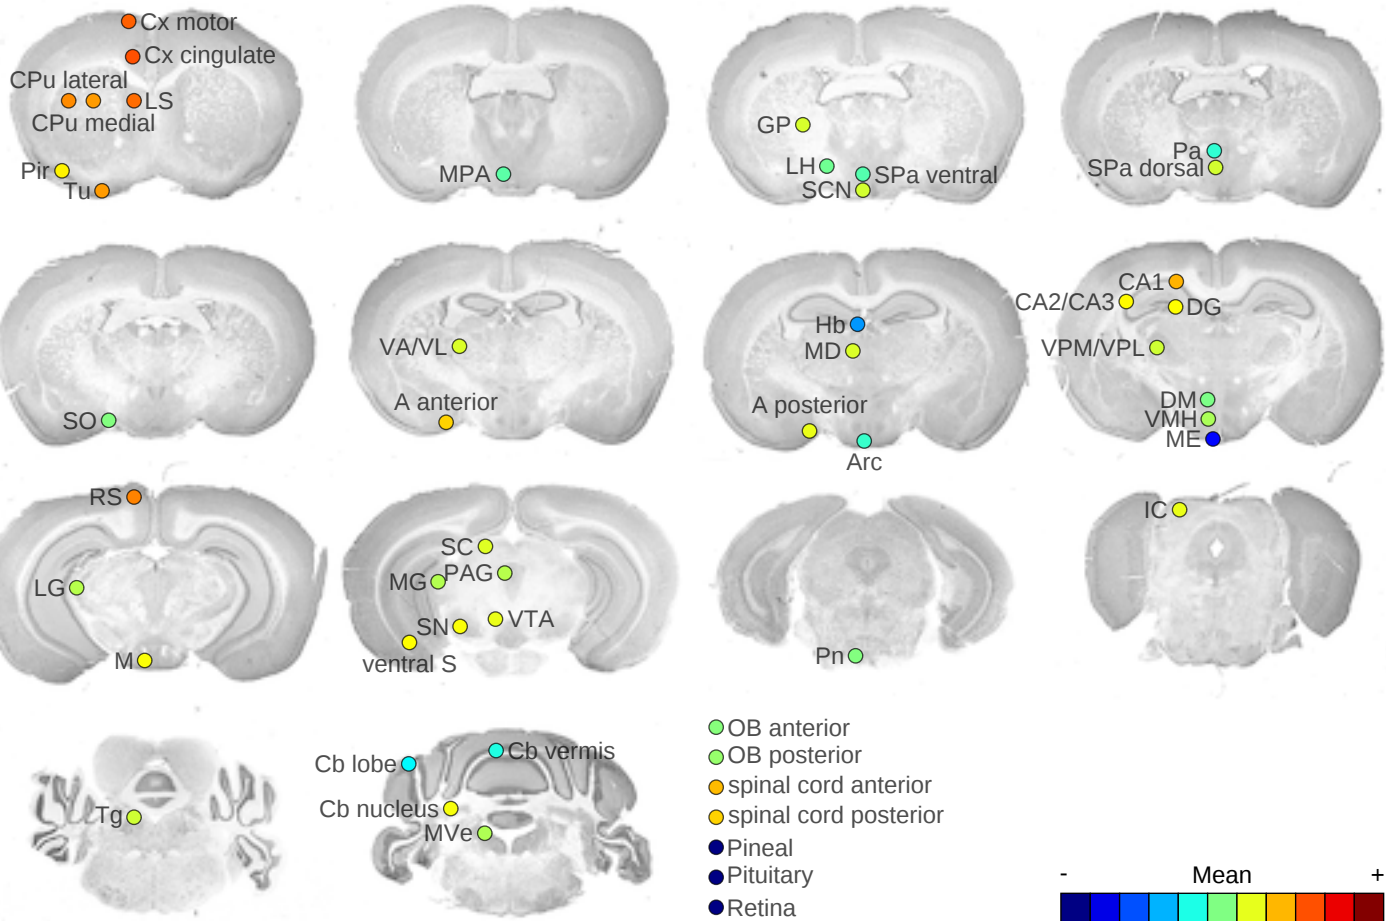 Cx motor
Cx cingulate
CPu lateral
LS
CPu medial
Pir
Tu
MPA
GP
LH
SPa ventral
SCN
Pa
SPa dorsal
SO
VA/VL
A anterior
Hb
MD
A posterior
Arc
CA1
CA2/CA3
DG
VPM/VPL
DM
VMH
ME
RS
LG
M
SC
MG
PAG
SN
VTA
ventral S
Pn
IC
Tg
Cb lobe
Cb vermis
Cb nucleus
MVe
OB anterior
OB posterior
spinal cord anterior
spinal cord posterior
Pineal
Pituitary
Retina
- Mean +